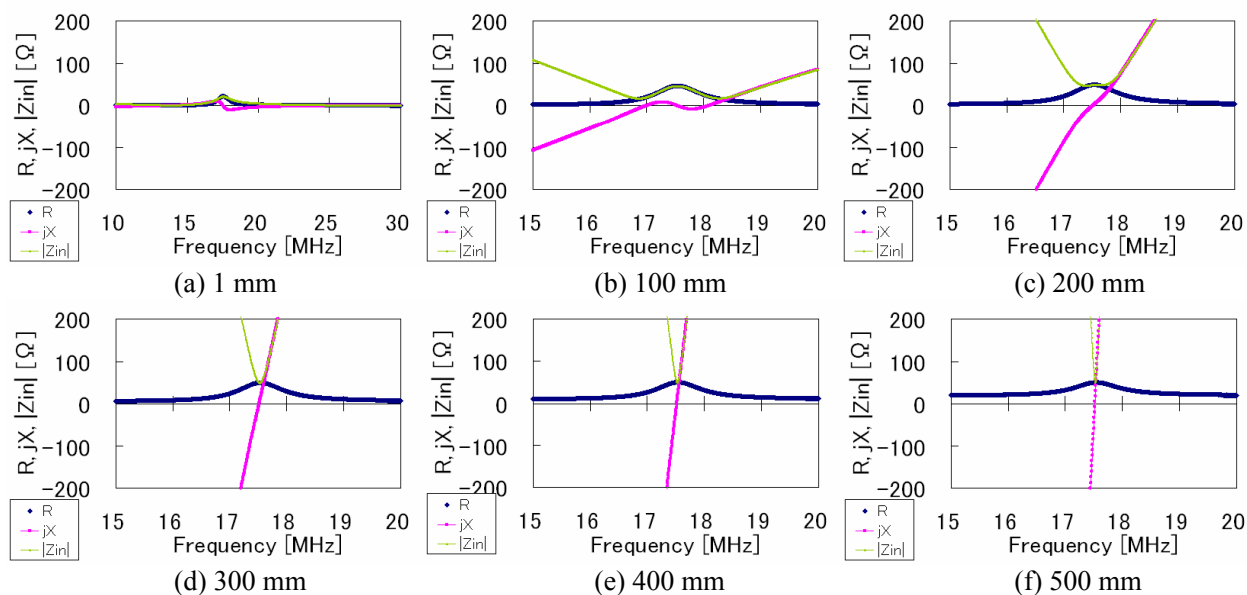 R, jX, |Zin| [Ω]
200
100
0
-100
-200
10 15 20 25 30
Frequency [MHz]
R
jX
|Zin|
(a) 1 mm
R, jX, |Zin| [Ω]
200
100
0
-100
-200
15 16 17 18 19 20
Frequency [MHz]
R
jX
|Zin|
(b) 100 mm
R, jX, |Zin| [Ω]
200
100
0
-100
-200
15 16 17 18 19 20
Frequency [MHz]
R
jX
|Zin|
(c) 200 mm
R, jX, |Zin| [Ω]
200
100
0
-100
-200
15 16 17 18 19 20
Frequency [MHz]
R
jX
|Zin|
(d) 300 mm
R, jX, |Zin| [Ω]
200
100
0
-100
-200
15 16 17 18 19 20
Frequency [MHz]
R
jX
|Zin|
(e) 400 mm
R, jX, |Zin| [Ω]
200
100
0
-100
-200
15 16 17 18 19 20
Frequency [MHz]
R
jX
|Zin|
(f) 500 mm